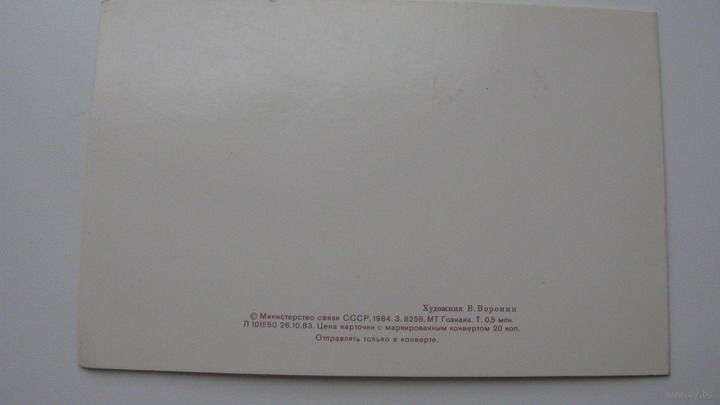 Художник В. Воронин
© Министерство связи СССР, 1984. З. 8258. МТ Гознака. Т. 0,5 млн.
Л 101550 26.10.83. Цена карточки с маркированным конвертом 20 коп.
Отправлять только в конверте.